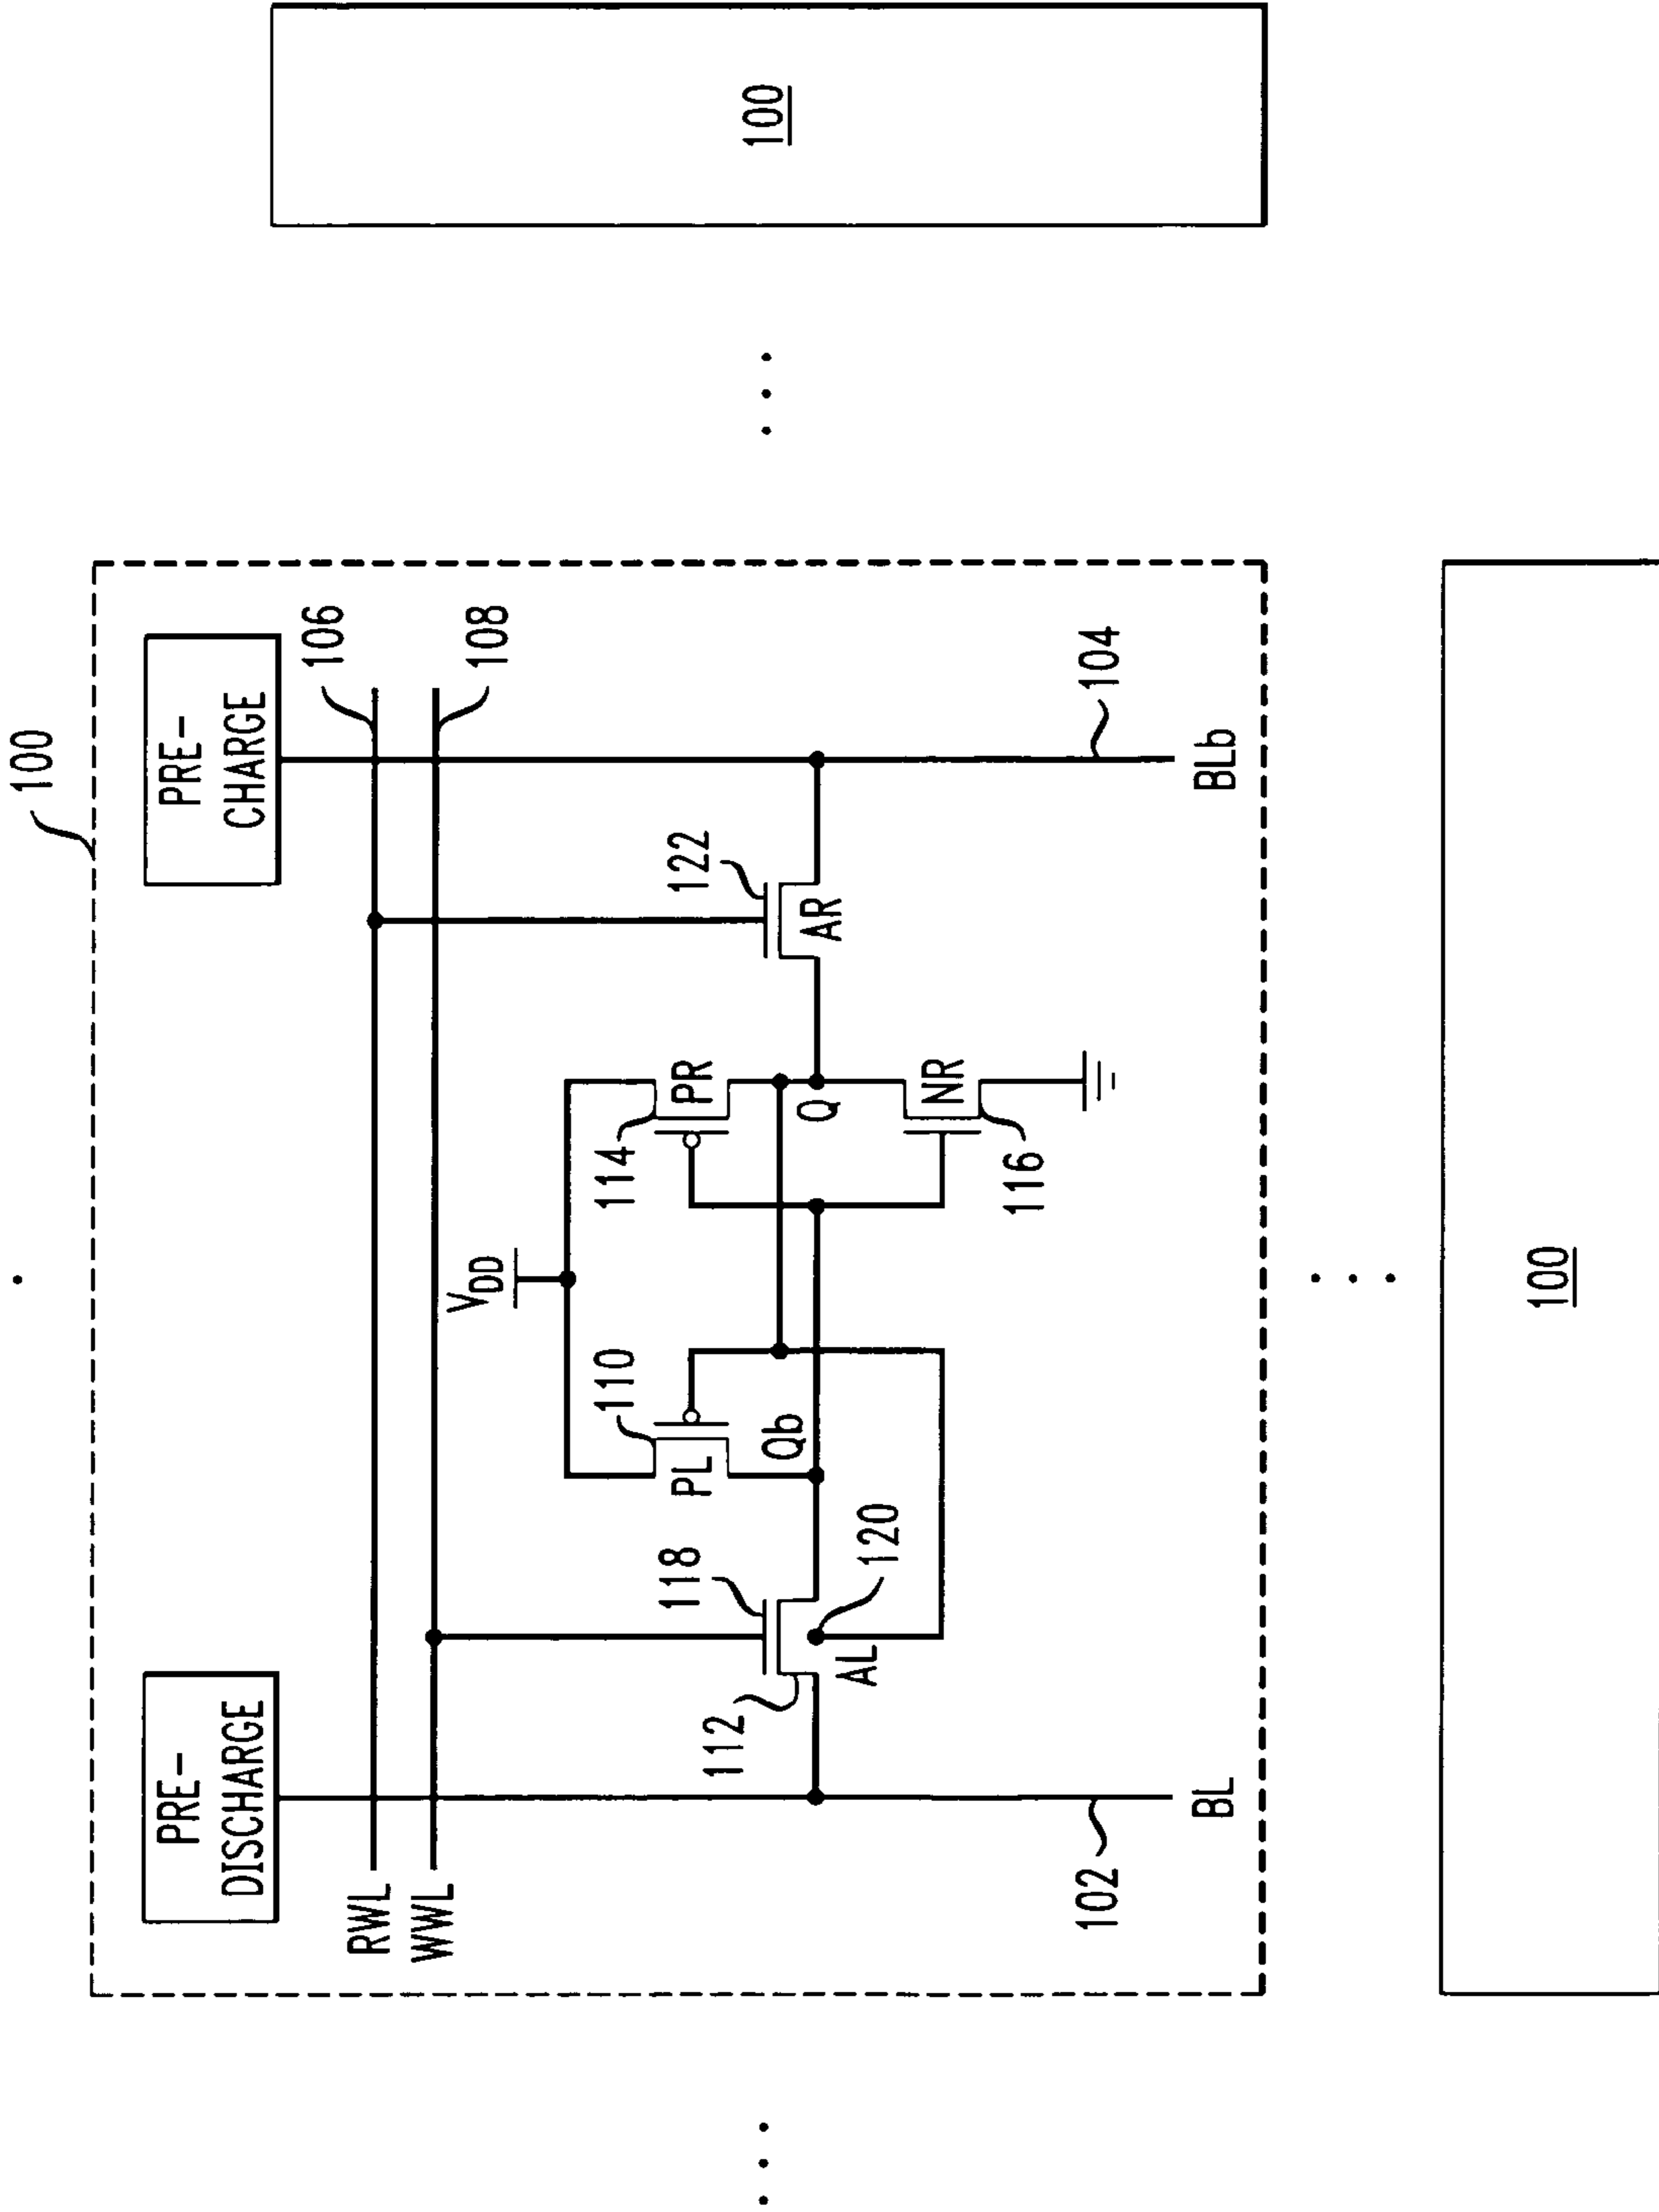 100
PRE-
DISCHARGE
PRE-
CHARGE
RWL
106
WWL
108
VDD
118
110
PL
114
PR
122
112
AL
120
Qb
Q
AR
116
NR
102
BL
104
BLb
100
100